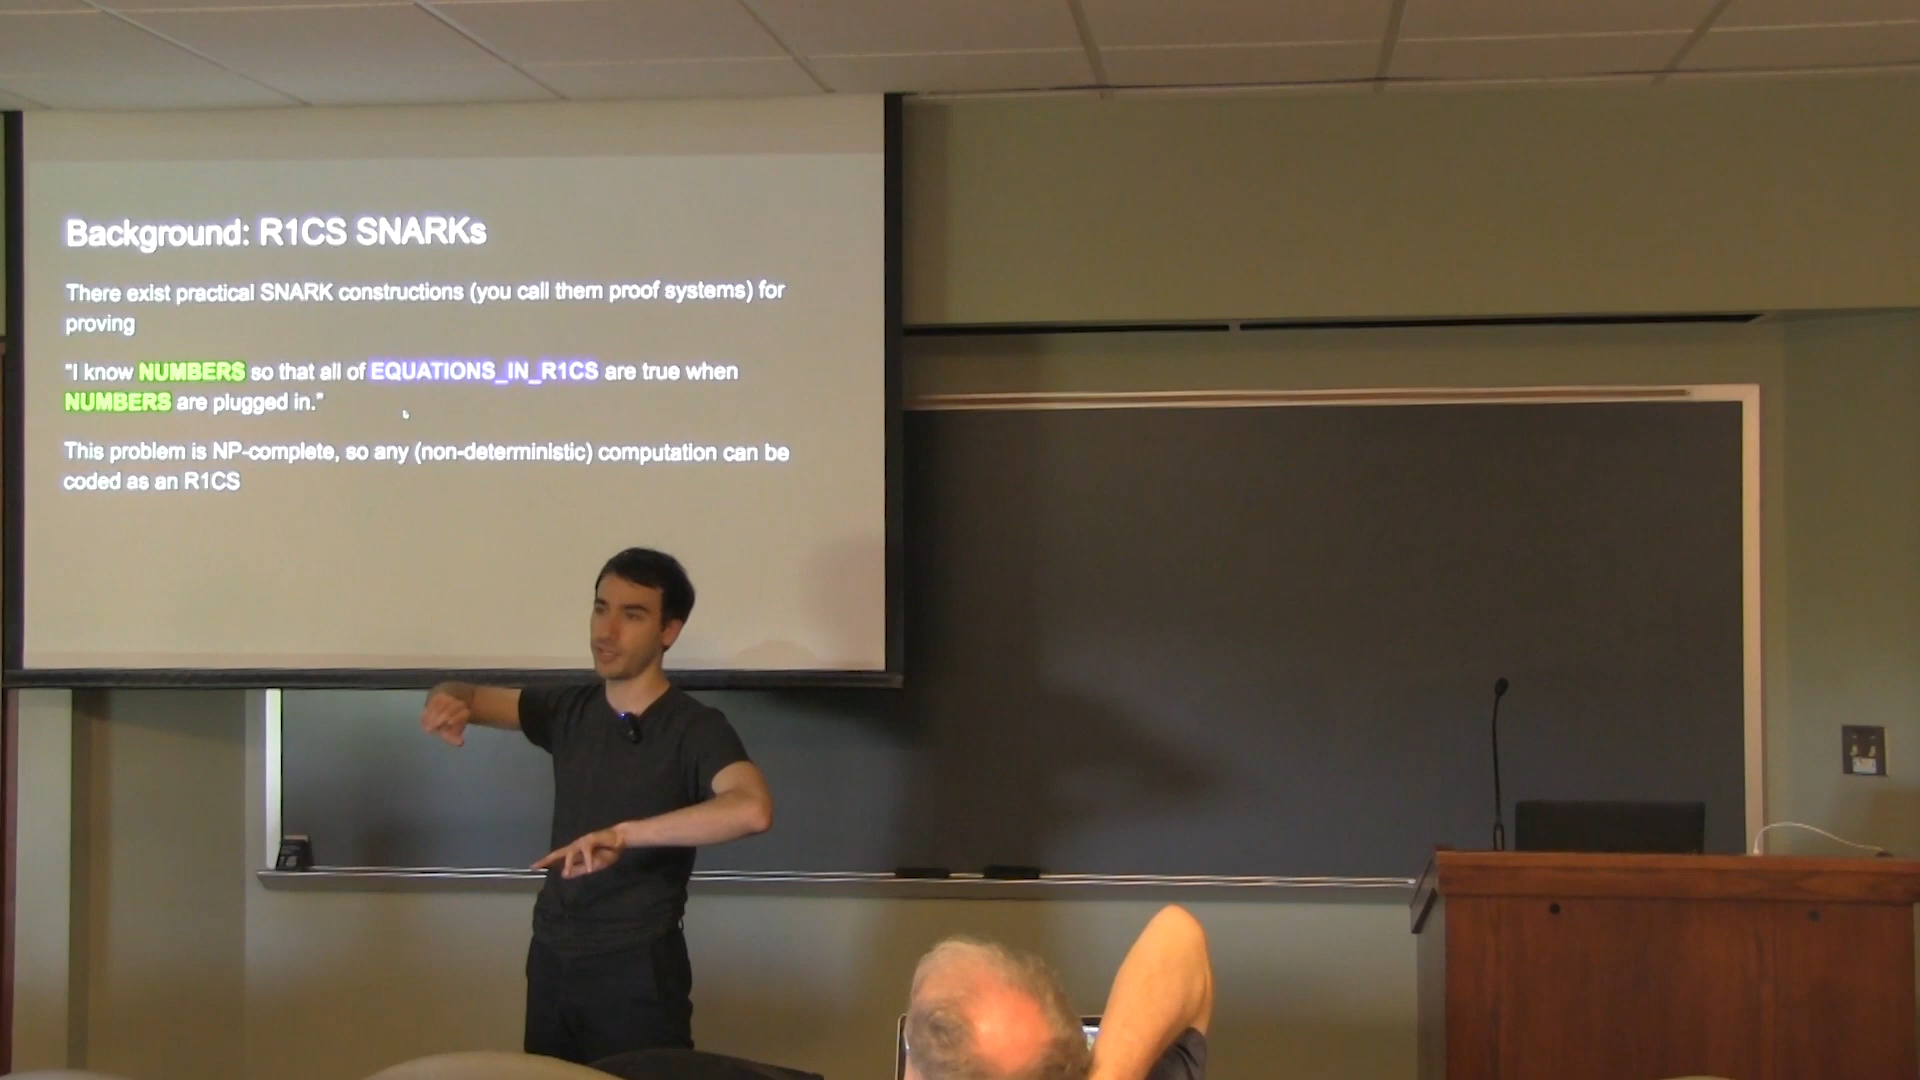 Background: R1CS SNARKs
There exist practical SNARK constructions (you call them proof systems) for
proving
"I know NUMBERS so that all of EQUATIONS_IN_R1CS are true when
NUMBERS are plugged in."
This problem is NP-complete, so any (non-deterministic) computation can be
coded as an R1CS